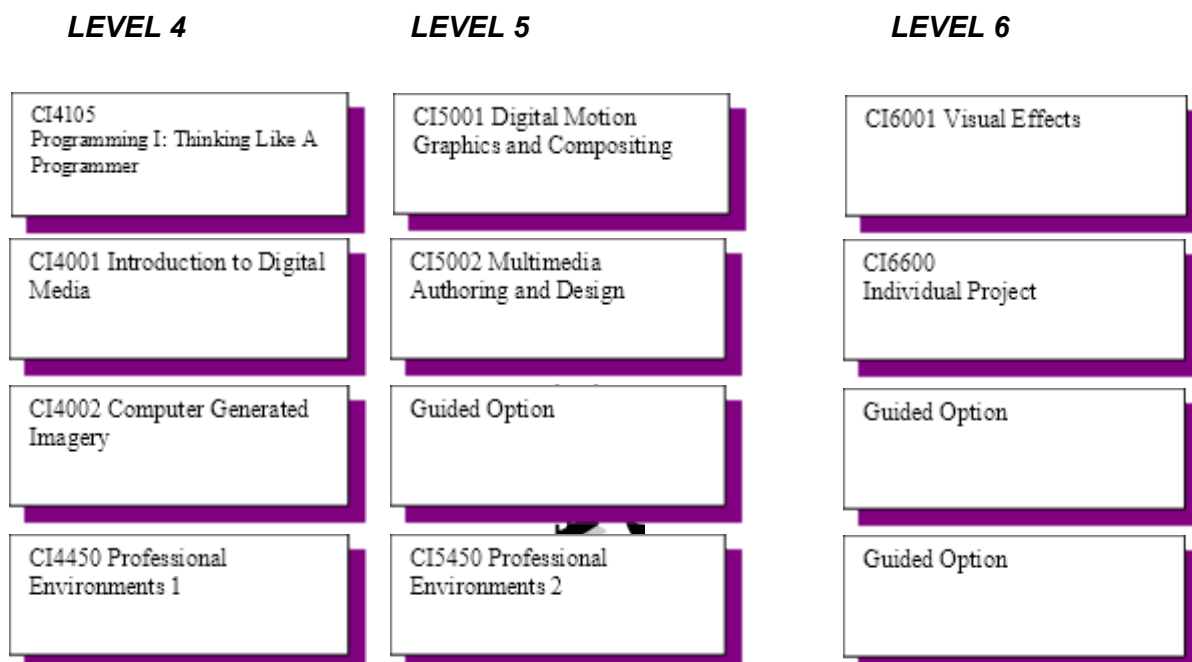 LEVEL 4
LEVEL 5
LEVEL 6
CI4105
Programming I: Thinking Like A
Programmer
CI5001 Digital Motion
Graphics and Compositing
CI6001 Visual Effects
CI4001 Introduction to Digital
Media
CI5002 Multimedia
Authoring and Design
CI6600
Individual Project
CI4002 Computer Generated
Imagery
Guided Option
Guided Option
CI4450 Professional
Environments 1
CI5450 Professional
Environments 2
Guided Option